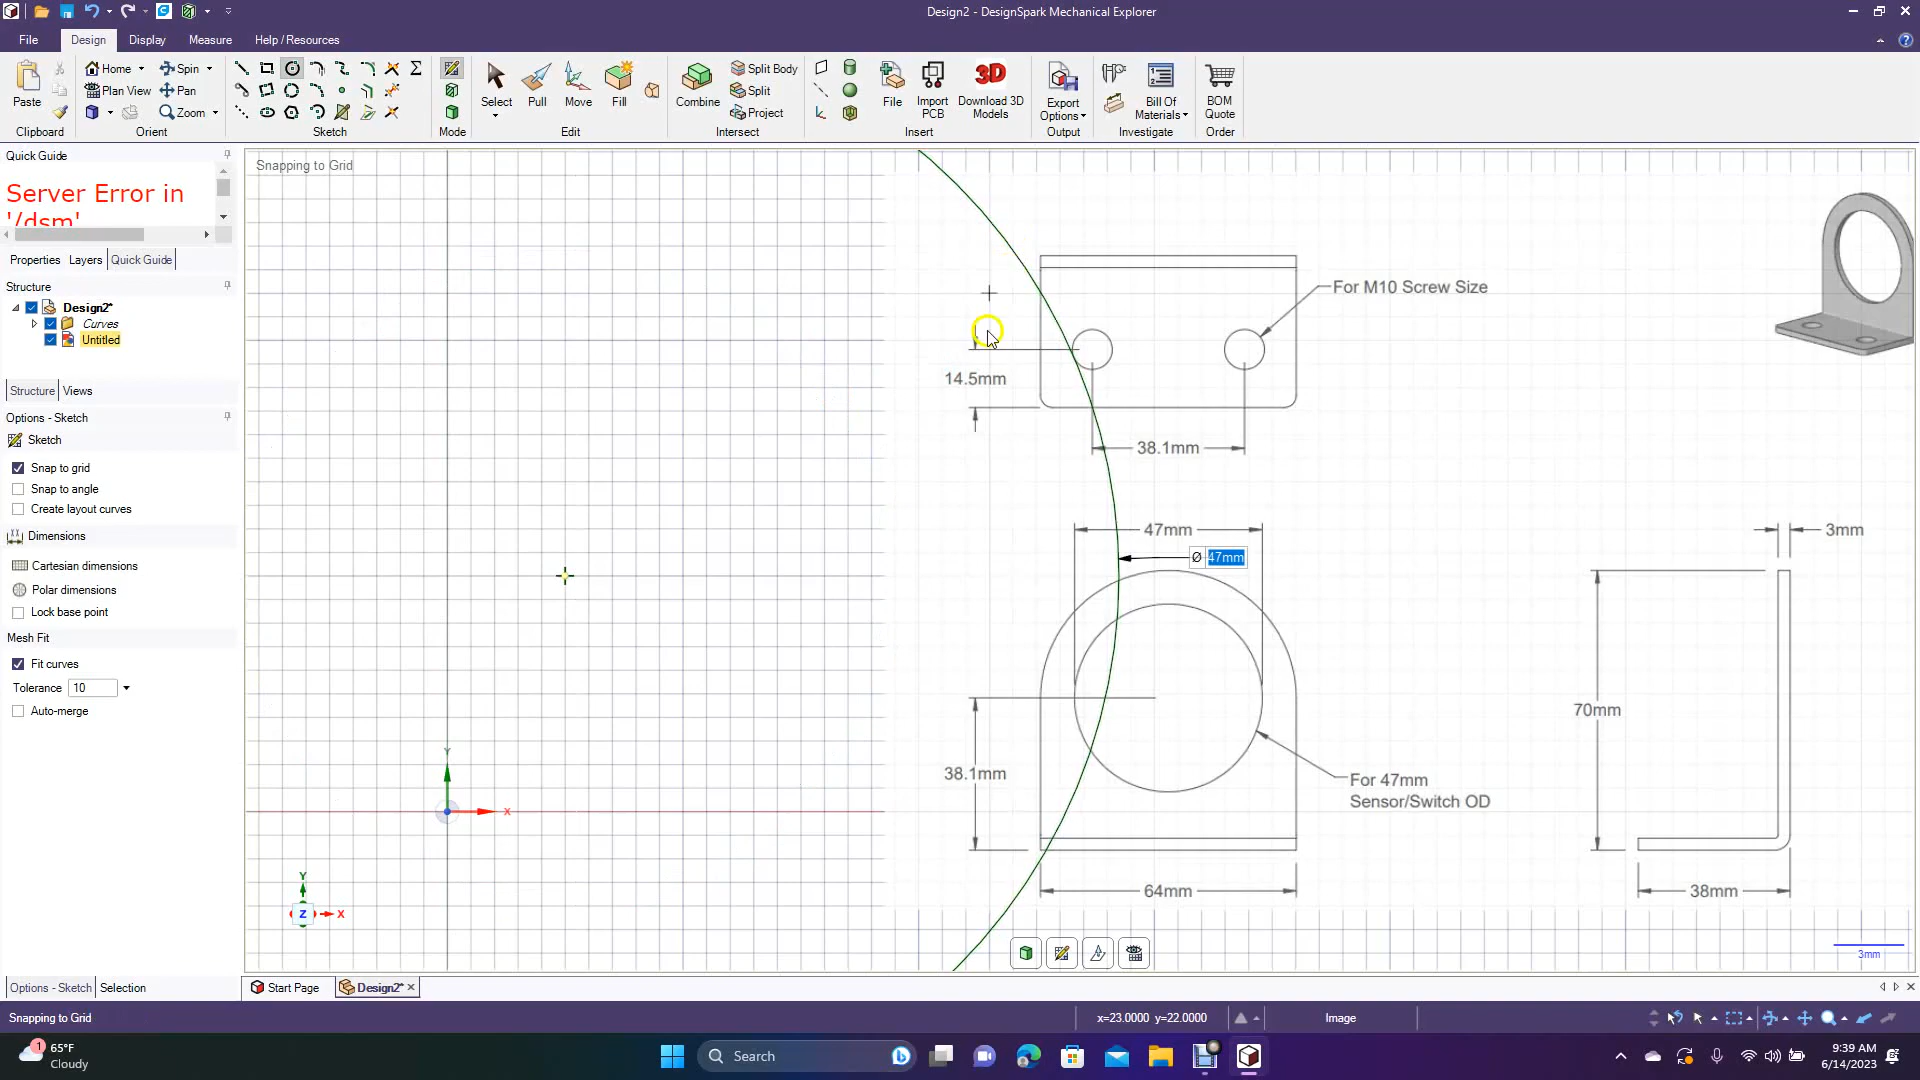 Design2 - DesignSpark Mechanical Explorer
File Design Display Measure Help / Resources
Paste
Home
Plan View
Spin
Pan
Zoom
Select
Pull
Move
Fill
Combine
Split Body
Split
Project
File
Import
PCB
3D
Download 3D
Models
Export
Options
Bill Of
Materials
BOM
Quote
Clipboard Orient Sketch Mode Edit Intersect Insert Output Investigate Order
Quick Guide
Server Error in
'/dsm'
Properties Layers Quick Guide
Structure
Design2*
Curves
Untitled
Structure Views
Options - Sketch
Sketch
Snap to grid
Snap to angle
Create layout curves
Dimensions
Cartesian dimensions
Polar dimensions
Lock base point
Mesh Fit
Fit curves
Tolerance 10
Auto-merge
Options - Sketch Selection
Snapping to Grid
For M10 Screw Size
14.5mm
38.1mm
47mm
Ø 47mm
3mm
70mm
38.1mm
For 47mm
Sensor/Switch OD
64mm
38mm
Y
X
Y
Z X
3mm
Start Page Design2*
Snapping to Grid
x=23.0000 y=22.0000
Image
1
65°F
Cloudy
Search
9:39 AM
6/14/2023